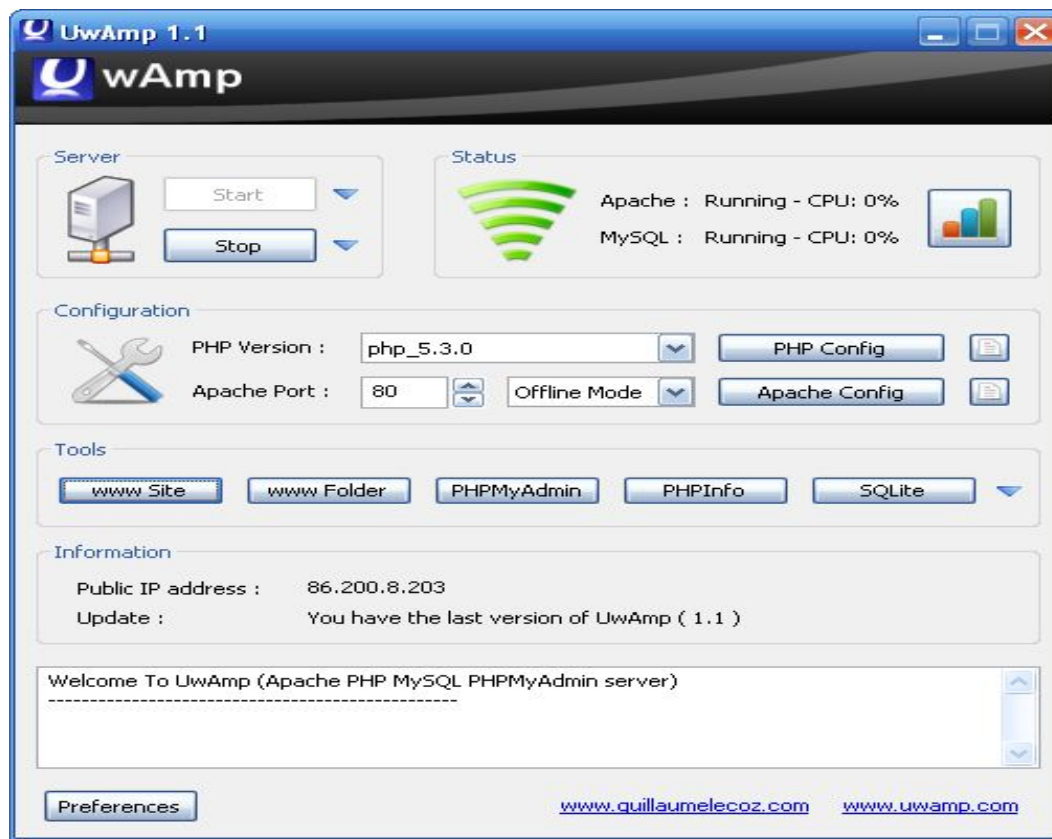 UwAmp 1.1
UwAmp
Server
Start
Stop
Status
Apache : Running - CPU: 0%
MySQL : Running - CPU: 0%
Configuration
PHP Version : php_5.3.0 PHP Config
Apache Port : 80 Offline Mode Apache Config
Tools
www Site www Folder PHPMyAdmin PHPInfo SQLite
Information
Public IP address : 86.200.8.203
Update : You have the last version of UwAmp ( 1.1 )
Welcome To UwAmp (Apache PHP MySQL PHPMyAdmin server)
-------------------------------------------------
Preferences www.guillaumelecoz.com www.uwamp.com